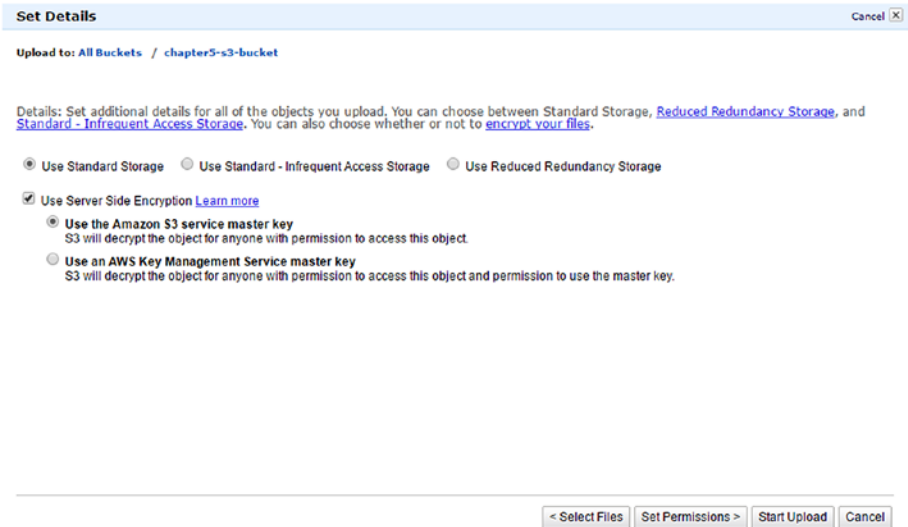 Set Details
Cancel X
Upload to: All Buckets / chapter5-s3-bucket
Details: Set additional details for all of the objects you upload. You can choose between Standard Storage, Reduced Redundancy Storage, and
Standard - Infrequent Access Storage. You can also choose whether or not to encrypt your files.
Use Standard Storage Use Standard - Infrequent Access Storage Use Reduced Redundancy Storage
Use Server Side Encryption Learn more
Use the Amazon S3 service master key
S3 will decrypt the object for anyone with permission to access this object.
Use an AWS Key Management Service master key
S3 will decrypt the object for anyone with permission to access this object and permission to use the master key.
< Select Files Set Permissions > Start Upload Cancel